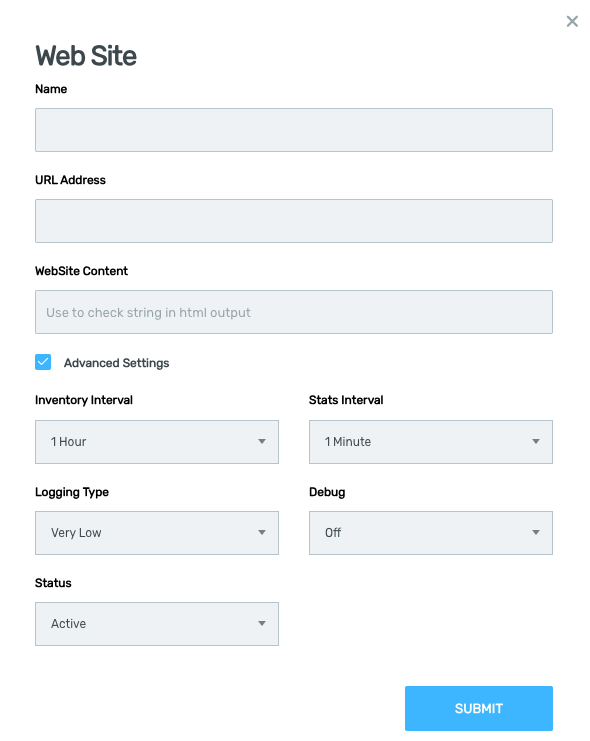 Web Site
Name
URL Address
WebSite Content
Use to check string in html output
Advanced Settings
Inventory Interval
Stats Interval
1 Hour
1 Minute
Logging Type
Debug
Very Low
Off
Status
Active
SUBMIT